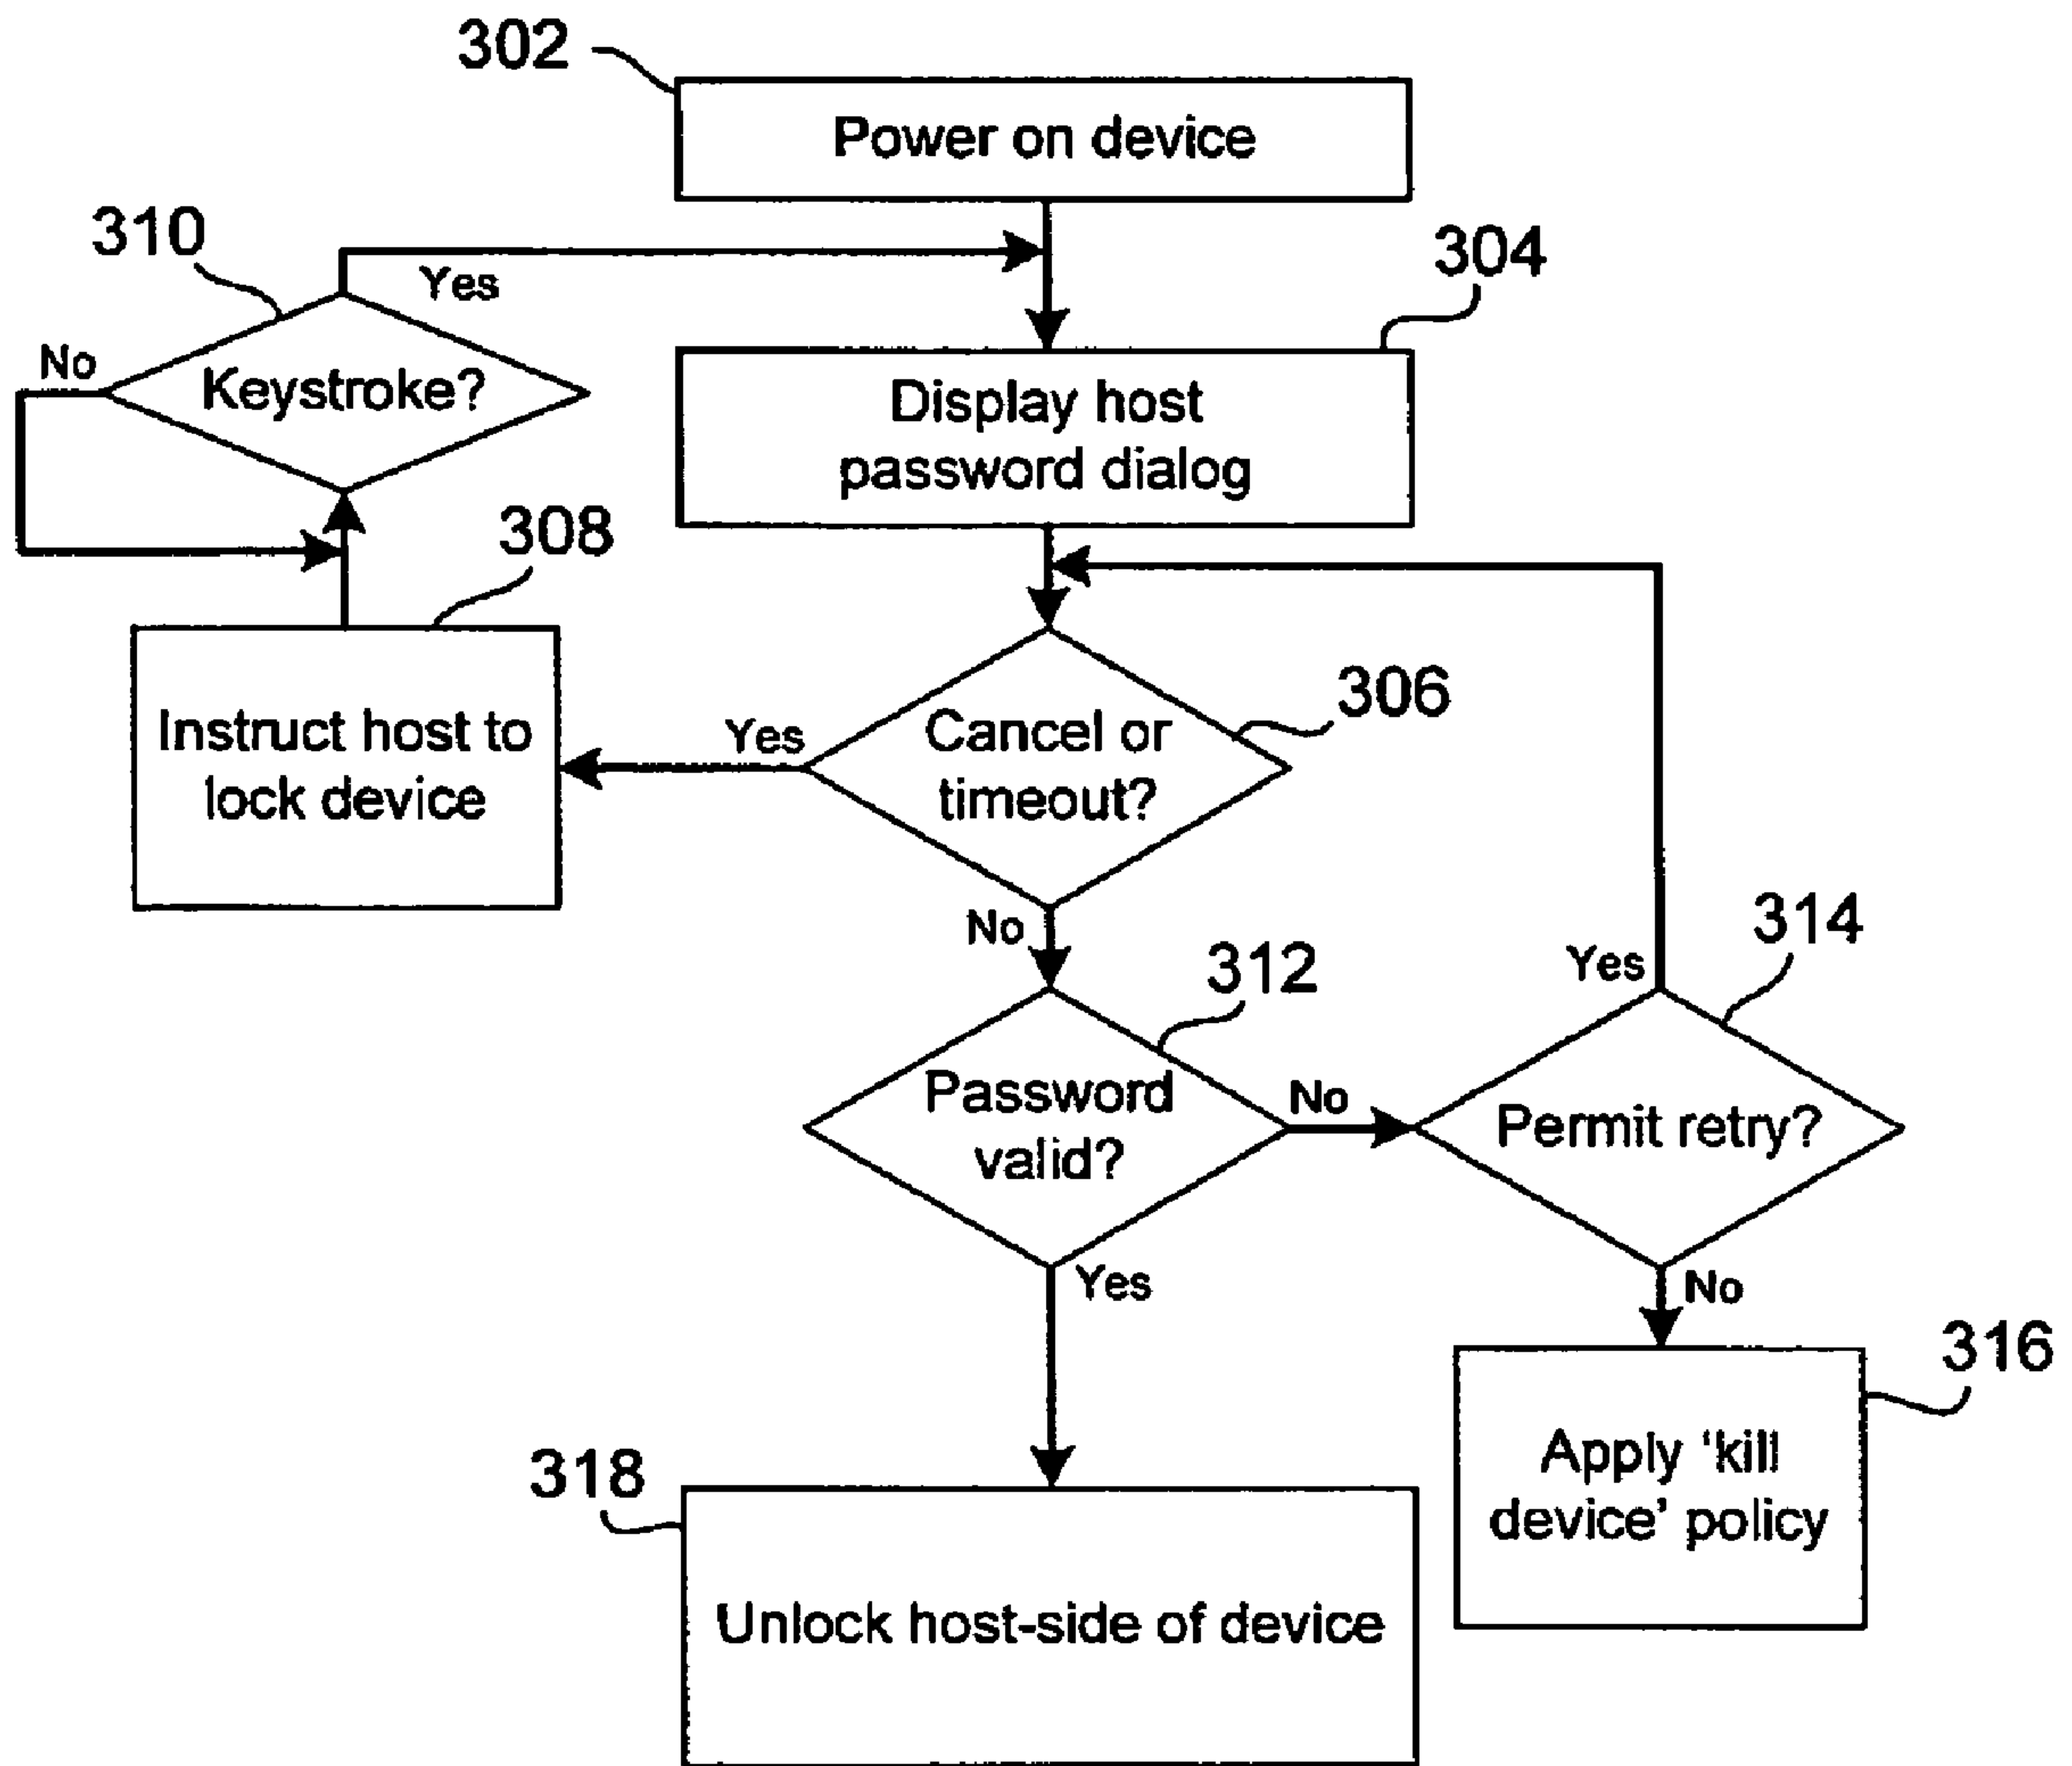 302
Power on device
310
Yes
304
No
Keystroke?
Display host
password dialog
308
306
Instruct host to
lock device
Yes
Cancel or
timeout?
No
314
312
Yes
Password
valid?
No
Permit retry?
Yes
No
316
318
Apply ‘kill
device’ policy
Unlock host-side of device